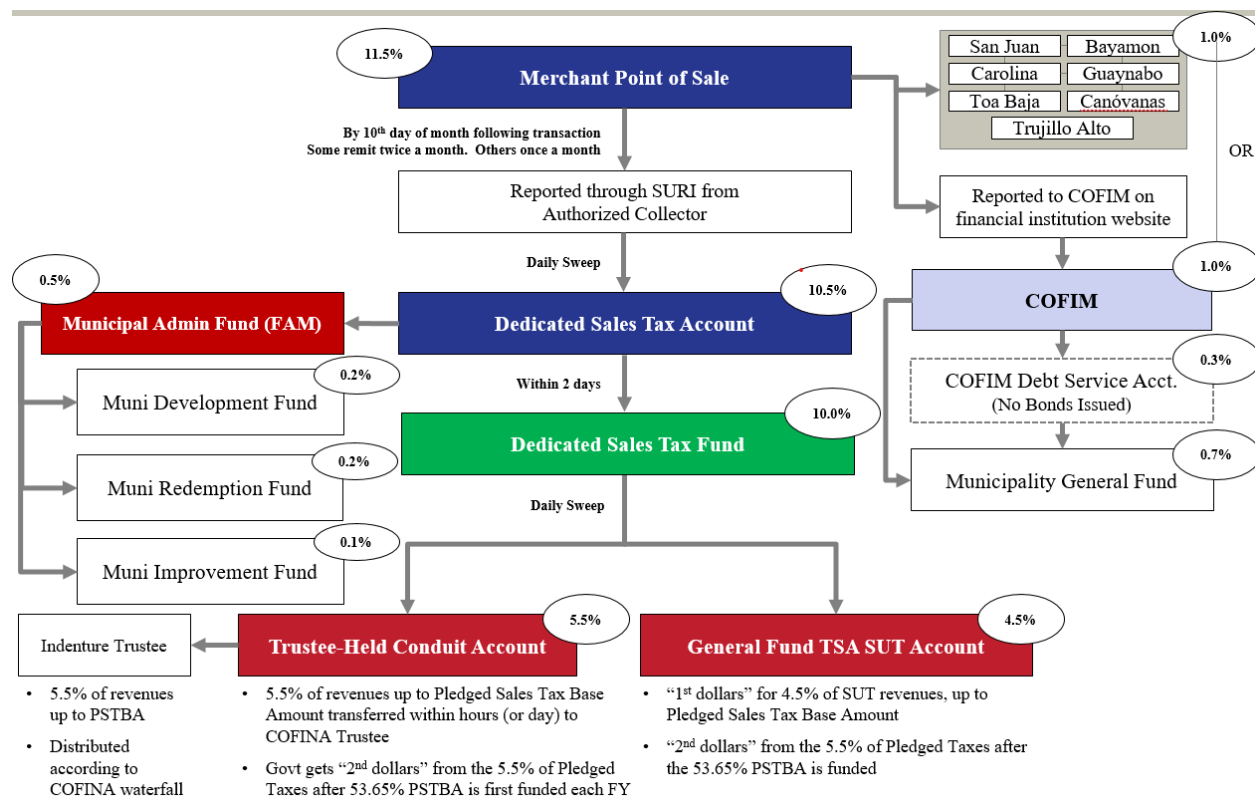 11.5%
Merchant Point of Sale
San Juan
Bayamon
1.0%
Carolina
Guaynabo
Toa Baja
Canóvanas
Trujillo Alto
OR
By 10th day of month following transaction
Some remit twice a month. Others once a month
Reported through SURI from
Authorized Collector
Reported to COFIM on
financial institution website
Daily Sweep
0.5%
Municipal Admin Fund (FAM)
10.5%
Dedicated Sales Tax Account
1.0%
COFIM
0.2%
Muni Development Fund
Within 2 days
0.3%
COFIM Debt Service Acct.
(No Bonds Issued)
10.0%
Dedicated Sales Tax Fund
0.2%
Muni Redemption Fund
0.7%
Municipality General Fund
Daily Sweep
0.1%
Muni Improvement Fund
Indenture Trustee
5.5%
Trustee-Held Conduit Account
4.5%
General Fund TSA SUT Account
• 5.5% of revenues
up to PSTBA
• Distributed
according to
COFINA waterfall
• 5.5% of revenues up to Pledged Sales Tax Base
Amount transferred within hours (or day) to
COFINA Trustee
• Govt gets “2nd dollars” from the 5.5% of Pledged
Taxes after 53.65% PSTBA is first funded each FY
• “1st dollars” for 4.5% of SUT revenues, up to
Pledged Sales Tax Base Amount
• “2nd dollars” from the 5.5% of Pledged Taxes after
the 53.65% PSTBA is funded